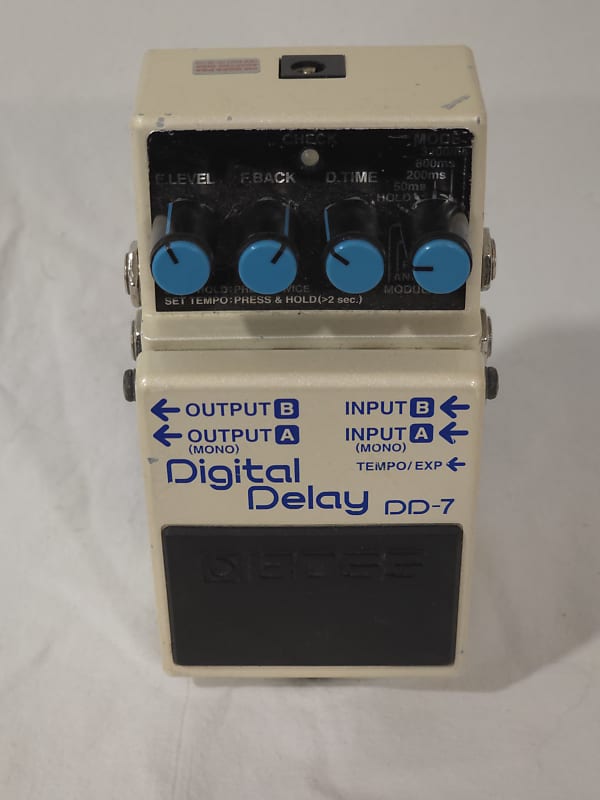 CHECK
MODE
800ms
E.LEVEL F.BACK D.TIME 200ms
50ms
HOLD
SET TEMPO:PRESS & HOLD(>2 sec.)
← OUTPUT B INPUT B ←
← OUTPUT A INPUT A ←
(MONO) (MONO)
TEMPO/EXP ←
Digital
Delay DD-7
BOSS